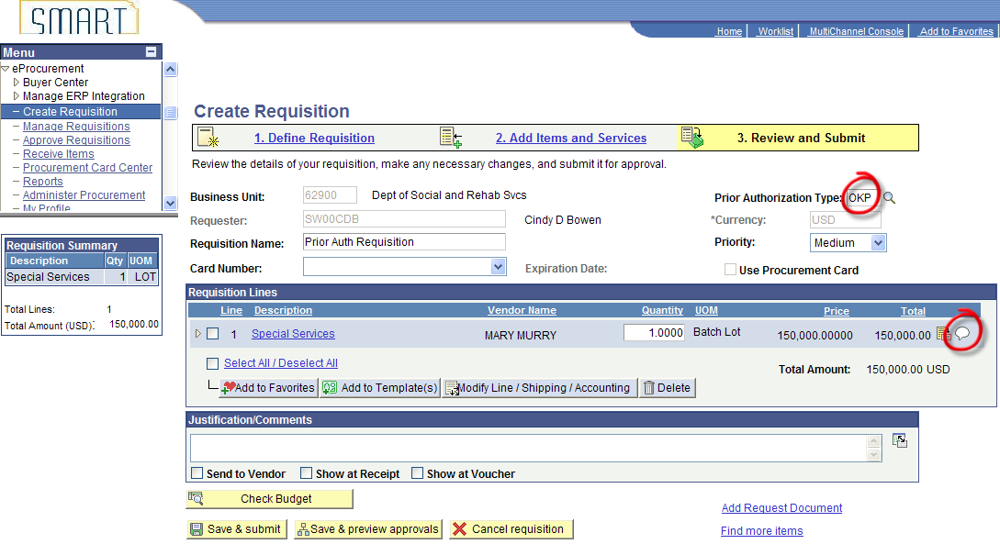 SMART
Home Worklist MultiChannel Console Add to Favorites
Menu
eProcurement
Buyer Center
Manage ERP Integration
Create Requisition
Manage Requisitions
Approve Requisitions
Receive Items
Procurement Card Center
Reports
Administer Procurement
My Profile
Requisition Summary
Description Qty UOM
Special Services 1 LOT
Total Lines: 1
Total Amount (USD): 150,000.00
Create Requisition
1. Define Requisition 2. Add Items and Services 3. Review and Submit
Review the details of your requisition, make any necessary changes, and submit it for approval.
Business Unit: 62900 Dept of Social and Rehab Svcs Prior Authorization Type: OKP
Requester: SW00CDB Cindy D Bowen *Currency: USD
Requisition Name: Prior Auth Requisition Priority: Medium
Card Number: Expiration Date: Use Procurement Card
Requisition Lines
Line Description Vendor Name Quantity UOM Price Total
1 Special Services MARY MURRY 1.0000 Batch Lot 150,000.00000 150,000.00
Select All / Deselect All
Total Amount: 150,000.00 USD
Add to Favorites Add to Template(s) Modify Line / Shipping / Accounting Delete
Justification/Comments
Send to Vendor Show at Receipt Show at Voucher
Check Budget
Add Request Document
Save & submit Save & preview approvals Cancel requisition
Find more items